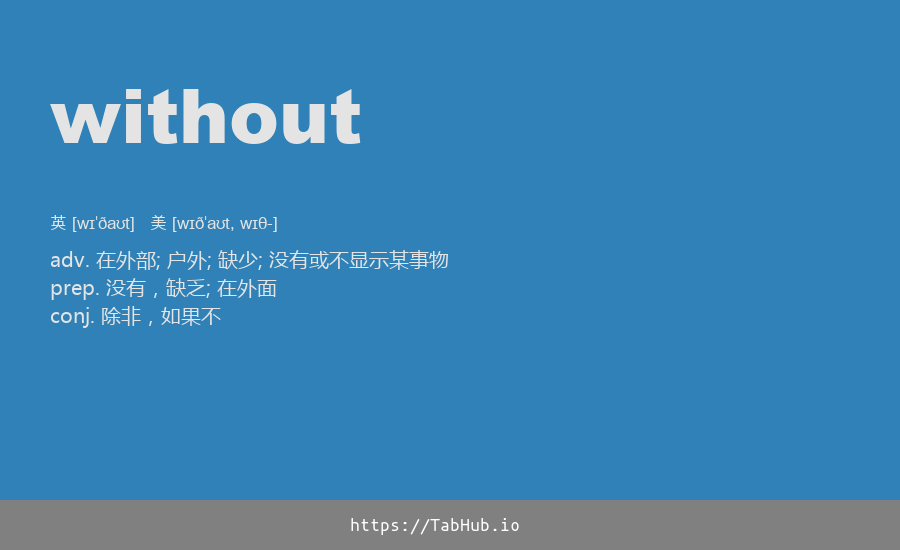 without
英 [wɪˈðaʊt] 美 [wɪðˈaʊt, wɪθ-]
adv. 在外部; 户外; 缺少; 没有或不显示某事物
prep. 没有，缺乏; 在外面
conj. 除非，如果不
https://TabHub.io